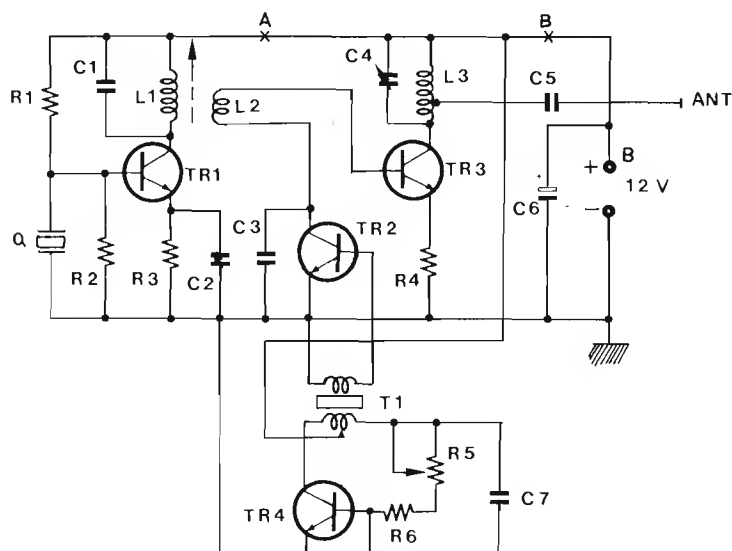 A
B
C4
C1
R1
L1
L2
L3
C5
ANT
TR1
TR3
+
B
12 V
−
+
C6
Q
R2
R3
C2
C3
TR2
R4
T1
R5
TR4
R6
C7